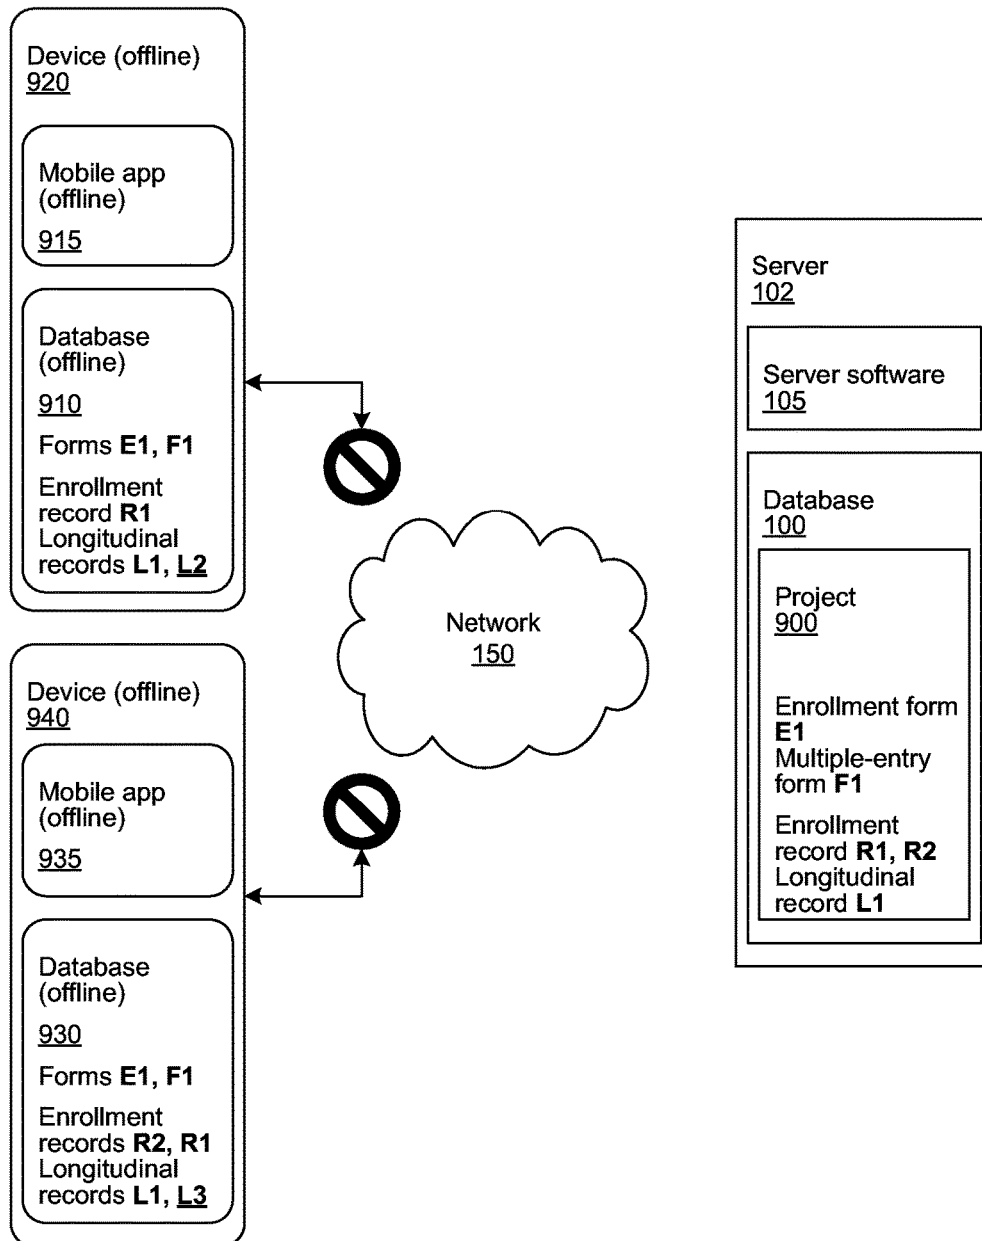 Device (offline)
920
Mobile app
(offline)
915
Database
(offline)
910
Forms E1, F1
Enrollment
record R1
Longitudinal
records L1, L2
Device (offline)
940
Mobile app
(offline)
935
Database
(offline)
930
Forms E1, F1
Enrollment
records R2, R1
Longitudinal
records L1, L3
Network
150
Server
102
Server software
105
Database
100
Project
900
Enrollment form
E1
Multiple-entry
form F1
Enrollment
record R1, R2
Longitudinal
record L1